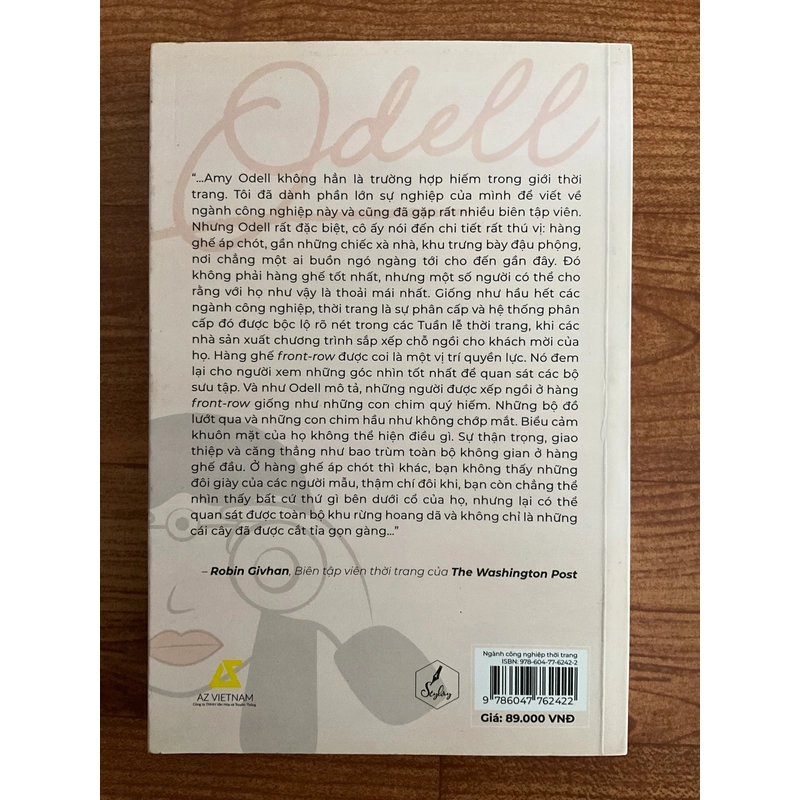 Odell
“...Amy Odell không hẳn là trường hợp hiếm trong giới thời
trang. Tôi đã dành phần lớn sự nghiệp của mình để viết về
ngành công nghiệp này và cũng đã gặp rất nhiều biên tập viên.
Nhưng Odell rất đặc biệt, cô ấy nói đến chi tiết rất thú vị: hàng
ghế áp chót, gần những chiếc xà nhà, khu trưng bày đậu phộng,
nơi chẳng một ai buồn ngó ngàng tới cho đến gần đây. Đó
không phải hàng ghế tốt nhất, nhưng một số người có thể cho
rằng với họ như vậy là thoải mái nhất. Giống như hầu hết các
ngành công nghiệp, thời trang là sự phân cấp và hệ thống phân
cấp đó được bộc lộ rõ nét trong các Tuần lễ thời trang, khi các
nhà sản xuất chương trình sắp xếp chỗ ngồi cho khách mời của
họ. Hàng ghế front-row được coi là một vị trí quyền lực. Nó đem
lại cho người xem những góc nhìn tốt nhất để quan sát các bộ
sưu tập. Và như Odell mô tả, những người được xếp ngồi ở hàng
front-row giống như những con chim quý hiếm. Những bộ đồ
lướt qua và những con chim hầu như không chớp mắt. Biểu cảm
khuôn mặt của họ không thể hiện điều gì. Sự thận trọng, giao
thiệp và căng thẳng như bao trùm toàn bộ không gian ở hàng
ghế đầu. Ở hàng ghế áp chót thì khác, bạn không thấy những
đôi giày của các người mẫu, thậm chí đôi khi, bạn còn chẳng thể
nhìn thấy bất cứ thứ gì bên dưới cổ của họ, nhưng lại có thể
quan sát được toàn bộ khu rừng hoang dã và không chỉ là những
cái cây đã được cắt tỉa gọn gàng...”
– Robin Givhan, Biên tập viên thời trang của The Washington Post
AZ VIETNAM
Công ty TNHH Văn Hóa và Truyền Thông
Skybay
Ngành công nghiệp thời trang
ISBN: 978-604-77-6242-2
9 786047 762422
Giá: 89.000 VNĐ